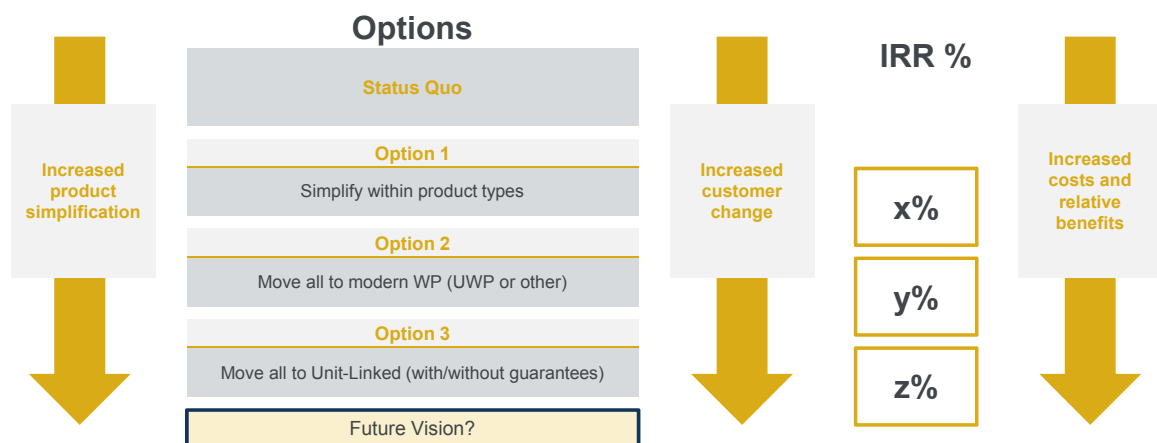 Options
IRR %
Status Quo
Option 1
Simplify within product types
Option 2
Move all to modern WP (UWP or other)
Option 3
Move all to Unit-Linked (with/without guarantees)
Future Vision?
Increased
product
simplification
Increased
customer
change
x%
y%
z%
Increased
costs and
relative
benefits